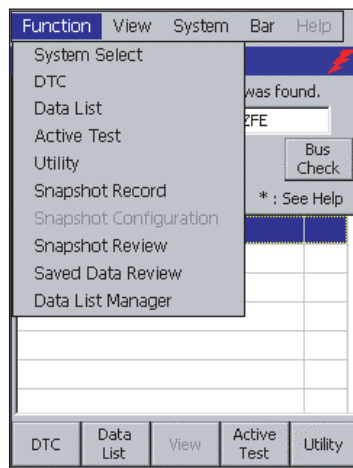 Function View System Bar Help
System Select
DTC
Data List
Active Test
Utility
Snapshot Record
Snapshot Configuration
Snapshot Review
Saved Data Review
Data List Manager
was found.
ZFE
Bus
Check
* : See Help
DTC
Data
List
View
Active
Test
Utility